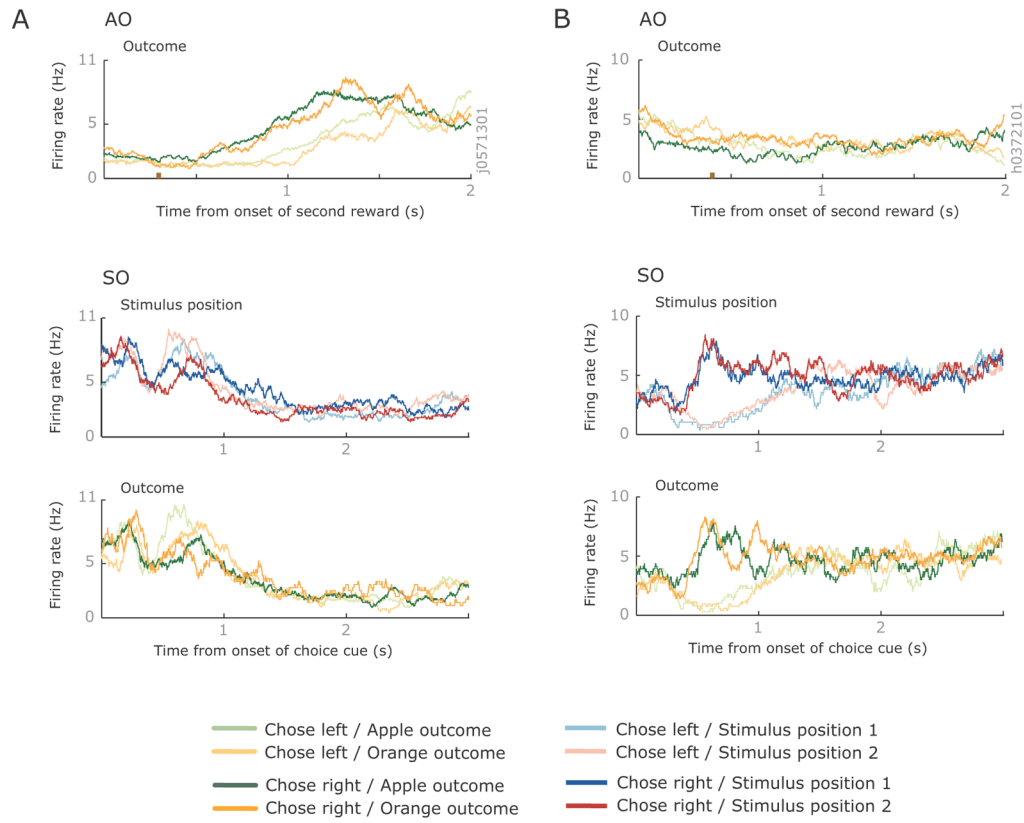 A
AO
Outcome
Firing rate (Hz)
11
5
0
1
2
Time from onset of second reward (s)
j0571301
SO
Stimulus position
Firing rate (Hz)
11
5
0
1
2
Outcome
Firing rate (Hz)
11
5
0
1
2
Time from onset of choice cue (s)
B
AO
Outcome
Firing rate (Hz)
10
5
0
1
2
Time from onset of second reward (s)
h0372101
SO
Stimulus position
Firing rate (Hz)
10
5
0
1
2
Outcome
Firing rate (Hz)
10
5
0
1
2
Time from onset of choice cue (s)
Chose left / Apple outcome
Chose left / Orange outcome
Chose right / Apple outcome
Chose right / Orange outcome
Chose left / Stimulus position 1
Chose left / Stimulus position 2
Chose right / Stimulus position 1
Chose right / Stimulus position 2